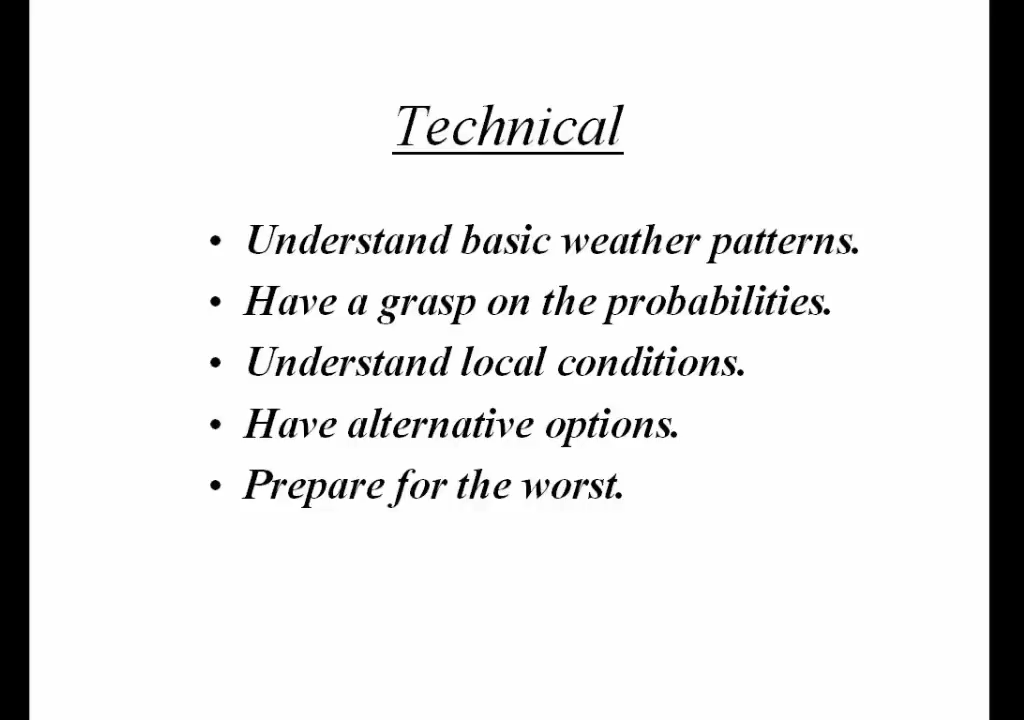 Technical
• Understand basic weather patterns.
• Have a grasp on the probabilities.
• Understand local conditions.
• Have alternative options.
• Prepare for the worst.